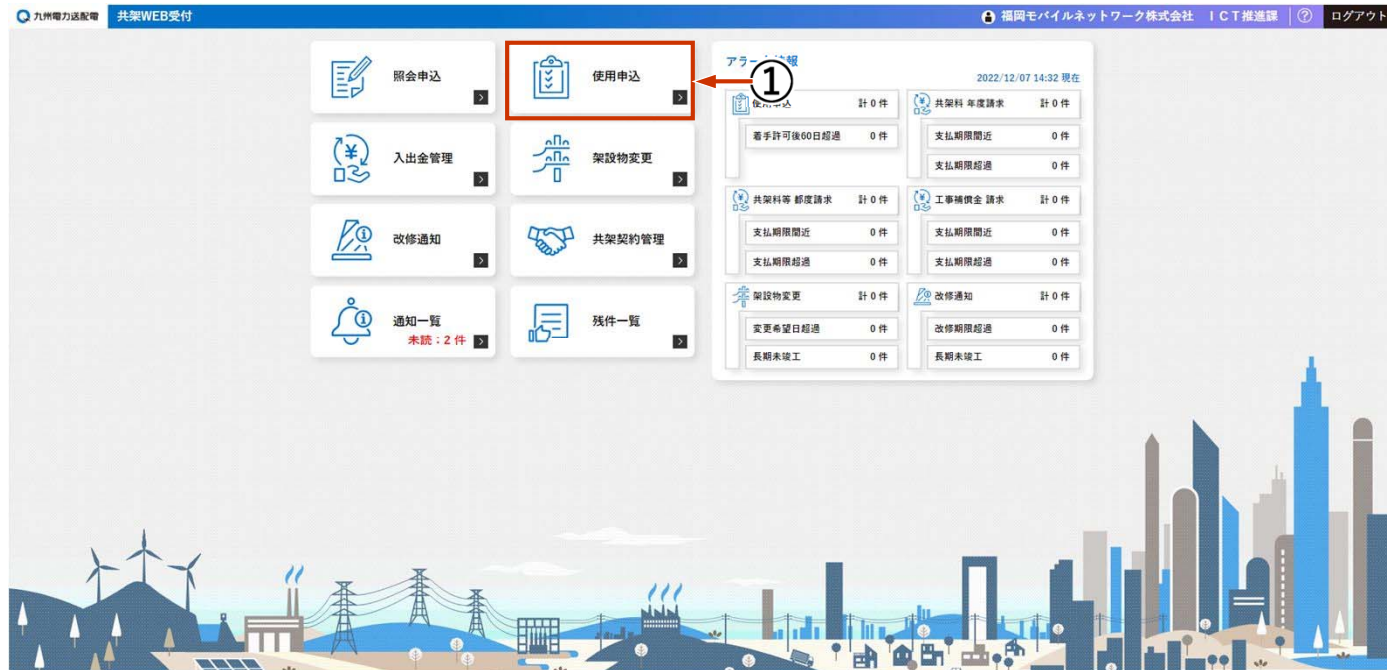 九州電力送配電 共架WEB受付 福岡モバイルネットワーク株式会社 ICT推進課 ? ログアウト
照会申込
使用申込
入出金管理
架設物変更
改修通知
共架契約管理
通知一覧
未読：2 件
残件一覧
①
2022/12/07 14:32 現在
計 0 件
着手許可後60日超過 0 件
共架料 年度請求 計 0 件
支払期限間近 0 件
支払期限超過 0 件
共架料等 都度請求 計 0 件
支払期限間近 0 件
支払期限超過 0 件
工事補償金 請求 計 0 件
支払期限間近 0 件
支払期限超過 0 件
架設物変更 計 0 件
変更希望日超過 0 件
長期未竣工 0 件
改修通知 計 0 件
改修期限超過 0 件
長期未竣工 0 件